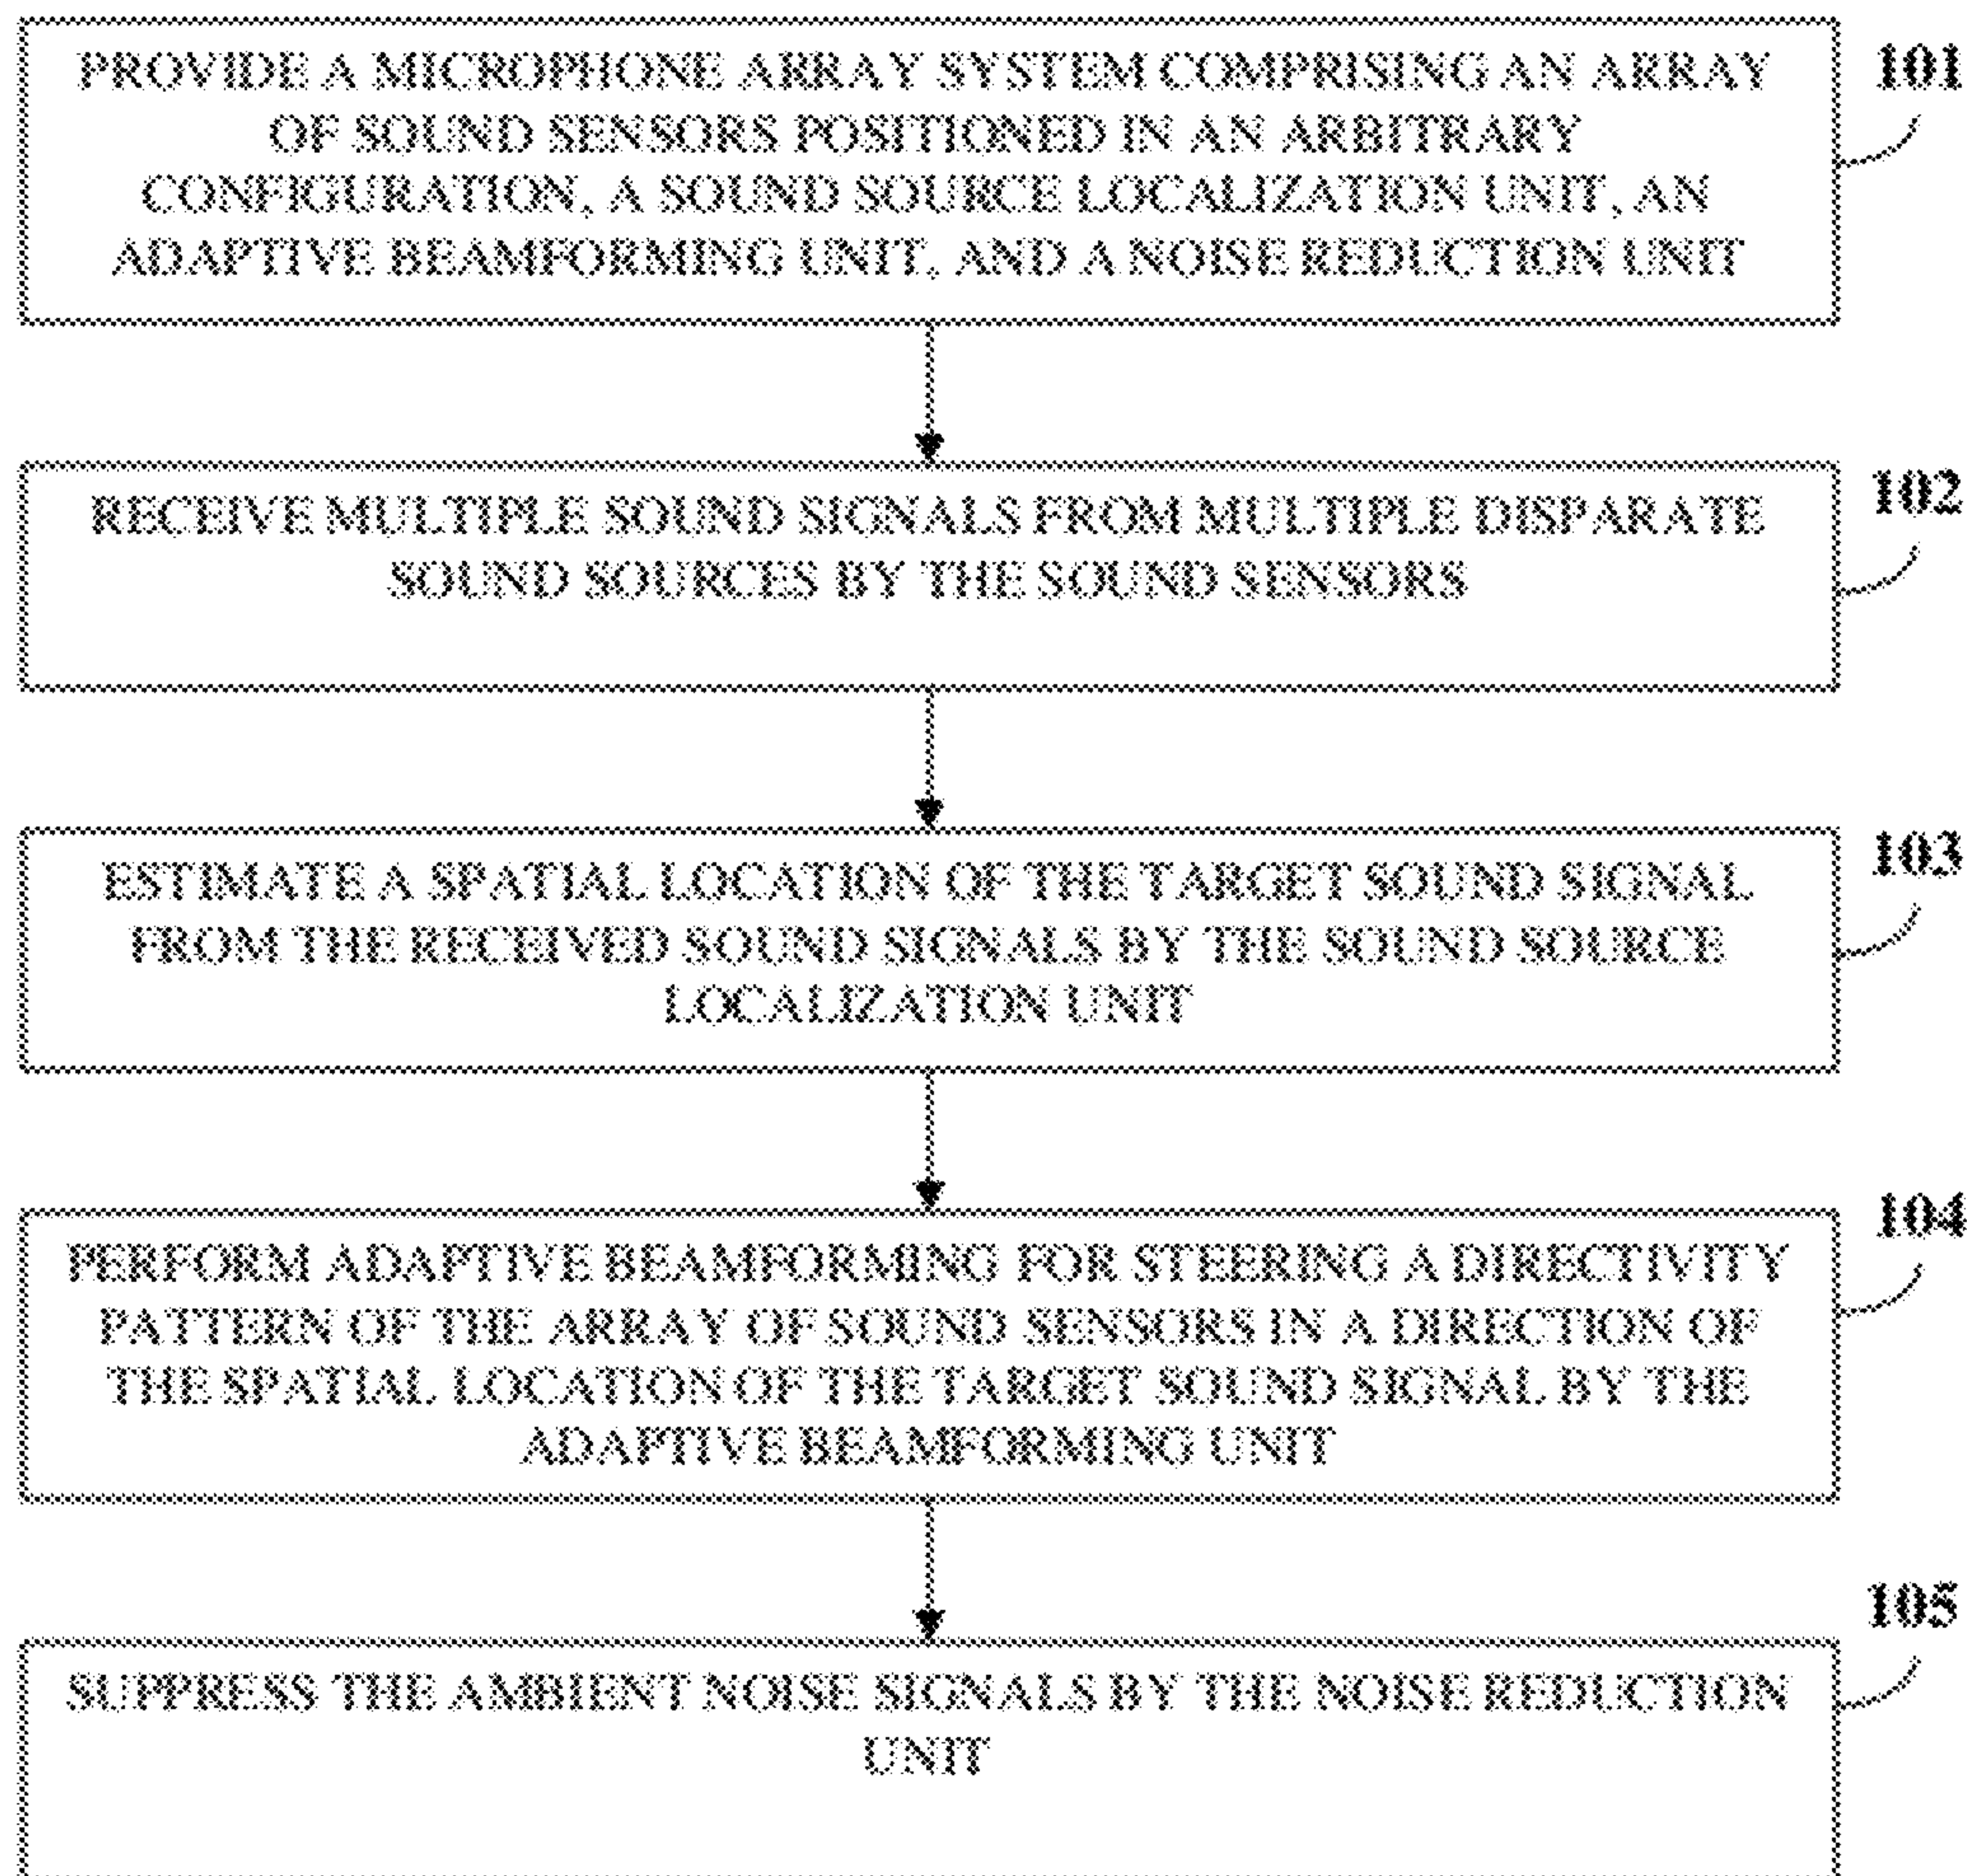 PROVIDE A MICROPHONE ARRAY SYSTEM COMPRISING AN ARRAY
OF SOUND SENSORS POSITIONED IN AN ARBITRARY
CONFIGURATION, A SOUND SOURCE LOCALIZATION UNIT, AN
ADAPTIVE BEAMFORMING UNIT, AND A NOISE REDUCTION UNIT
101
RECEIVE MULTIPLE SOUND SIGNALS FROM MULTIPLE DISPARATE
SOUND SOURCES BY THE SOUND SENSORS
102
ESTIMATE A SPATIAL LOCATION OF THE TARGET SOUND SIGNAL
FROM THE RECEIVED SOUND SIGNALS BY THE SOUND SOURCE
LOCALIZATION UNIT
103
PERFORM ADAPTIVE BEAMFORMING FOR STEERING A DIRECTIVITY
PATTERN OF THE ARRAY OF SOUND SENSORS IN A DIRECTION OF
THE SPATIAL LOCATION OF THE TARGET SOUND SIGNAL BY THE
ADAPTIVE BEAMFORMING UNIT
104
SUPPRESS THE AMBIENT NOISE SIGNALS BY THE NOISE REDUCTION
UNIT
105